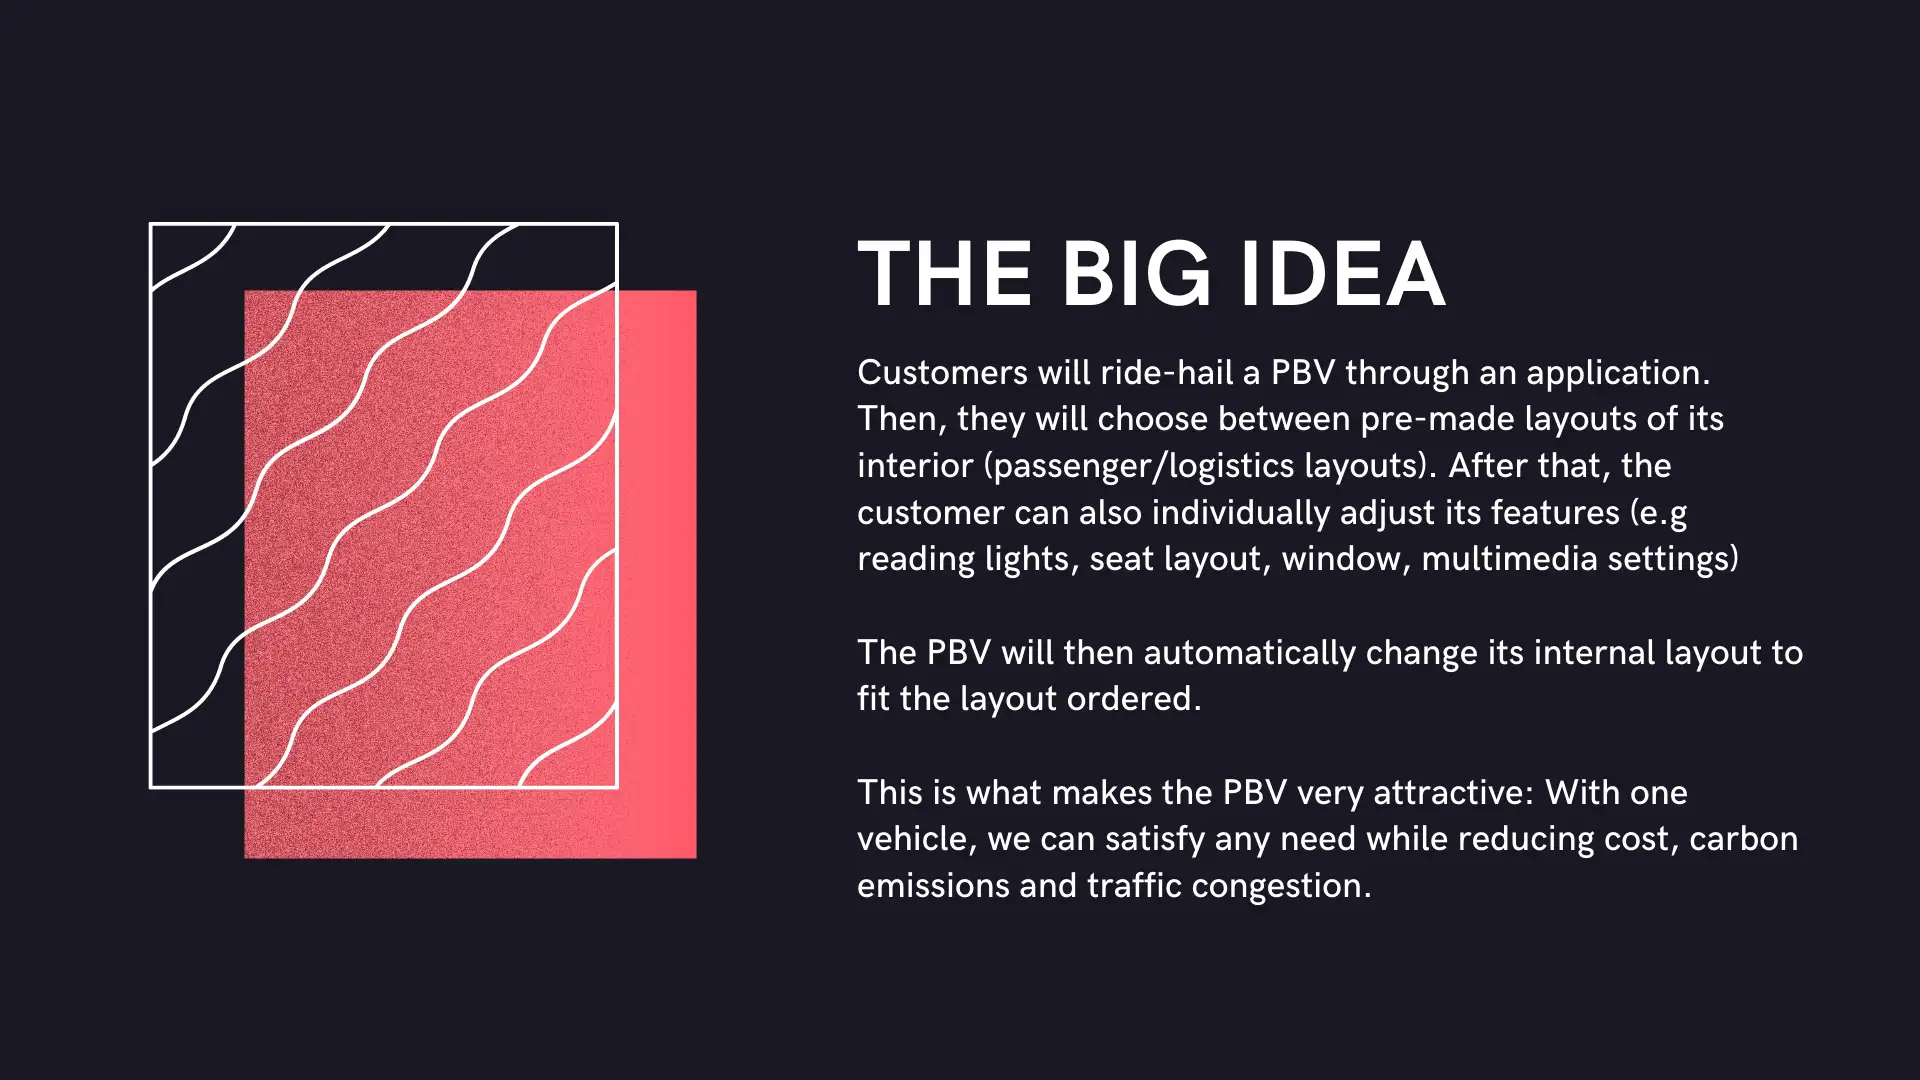 THE BIG IDEA
Customers will ride-hail a PBV through an application.
Then, they will choose between pre-made layouts of its
interior (passenger/logistics layouts). After that, the
customer can also individually adjust its features (e.g
reading lights, seat layout, window, multimedia settings)
The PBV will then automatically change its internal layout to
fit the layout ordered.
This is what makes the PBV very attractive: With one
vehicle, we can satisfy any need while reducing cost, carbon
emissions and traffic congestion.